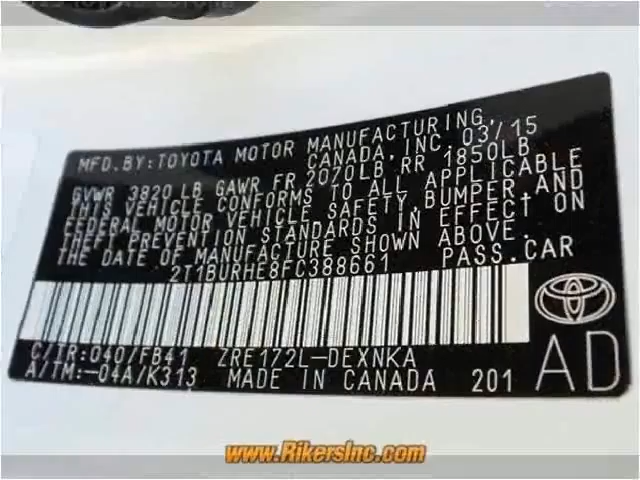 MFD.BY:TOYOTA MOTOR MANUFACTURING,
CANADA,INC. 03/15
GVWR 3820 LB GAWR FR 2070LB RR 1850LB
THIS VEHICLE CONFORMS TO ALL APPLICABLE
FEDERAL MOTOR VEHICLE SAFETY,BUMPER,AND
THEFT PREVENTION STANDARDS IN EFFECT ON
THE DATE OF MANUFACTURE SHOWN ABOVE.
2T1BURHE8FC388661 PASS.CAR
C/TR:040/FB41 ZRE172L-DEXNKA
A/TM:-04A/K313 MADE IN CANADA 201
AD
www.RikersInc.com